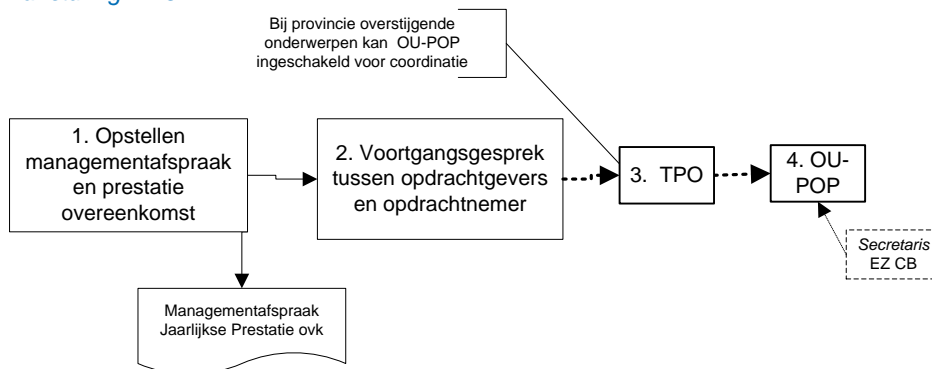 Bij provincie overstijgende
onderwerpen kan OU-POP
ingeschakeld voor coordinatie
1. Opstellen
managementafspraak
en prestatie
overeenkomst
2. Voortgangsgesprek
tussen opdrachtgevers
en opdrachtnemer
3. TPO
4. OU-
POP
Secretaris
EZ CB
Managementafspraak
Jaarlijkse Prestatie ovk